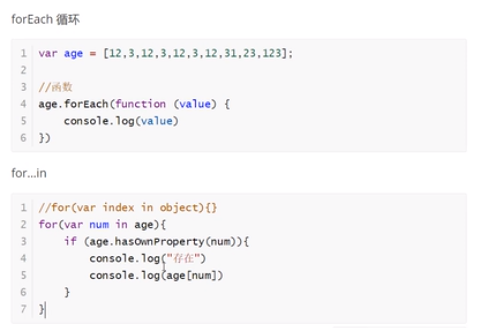 forEach 循环
1 var age = [12,3,12,3,12,3,12,31,23,123];
2
3 //函数
4 age.forEach(function (value) {
5     console.log(value)
6 })
for...in
1 //for(var index in object){}
2 for(var num in age){
3     if (age.hasOwnProperty(num)){
4         console.log("存在")
5         console.log(age[num])
6     }
7 }